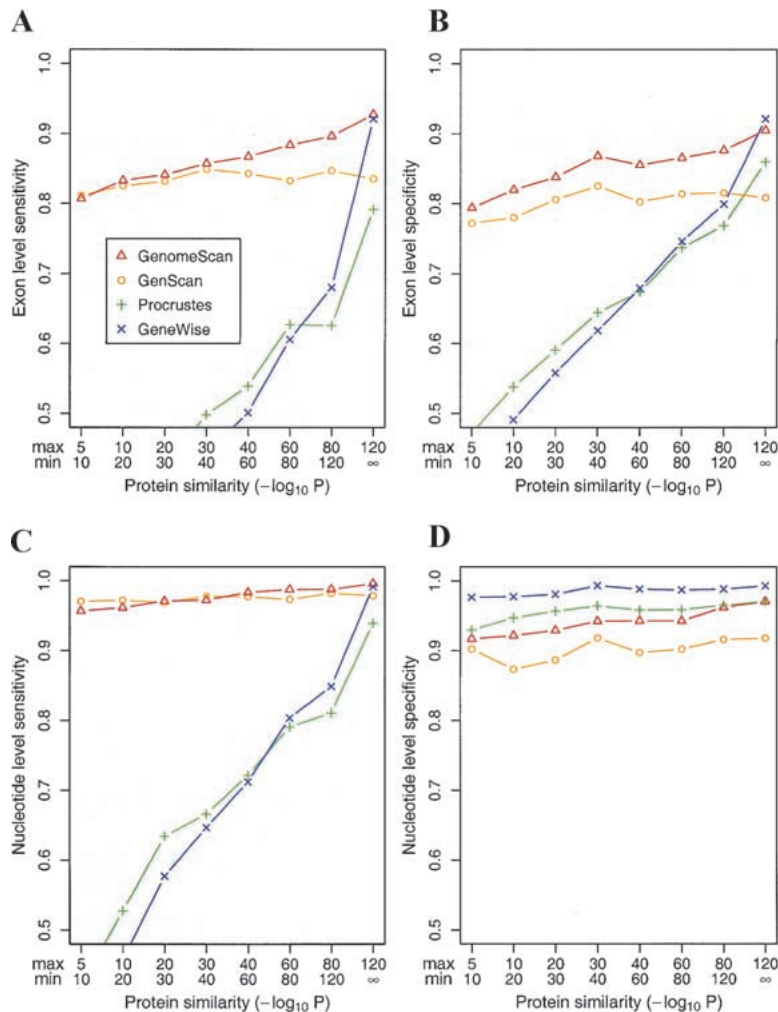 A
B
1.0
0.9
0.8
0.7
0.6
0.5
Exon level sensitivity
GenomeScan
GenScan
Procrustes
GeneWise
max 5 10 20 30 40 60 80 120
min 10 20 30 40 60 80 120 ∞
Protein similarity (−log10 P)
1.0
0.9
0.8
0.7
0.6
0.5
Exon level specificity
max 5 10 20 30 40 60 80 120
min 10 20 30 40 60 80 120 ∞
Protein similarity (−log10 P)
C
D
1.0
0.9
0.8
0.7
0.6
0.5
Nucleotide level sensitivity
max 5 10 20 30 40 60 80 120
min 10 20 30 40 60 80 120 ∞
Protein similarity (−log10 P)
1.0
0.9
0.8
0.7
0.6
0.5
Nucleotide level specificity
max 5 10 20 30 40 60 80 120
min 10 20 30 40 60 80 120 ∞
Protein similarity (−log10 P)